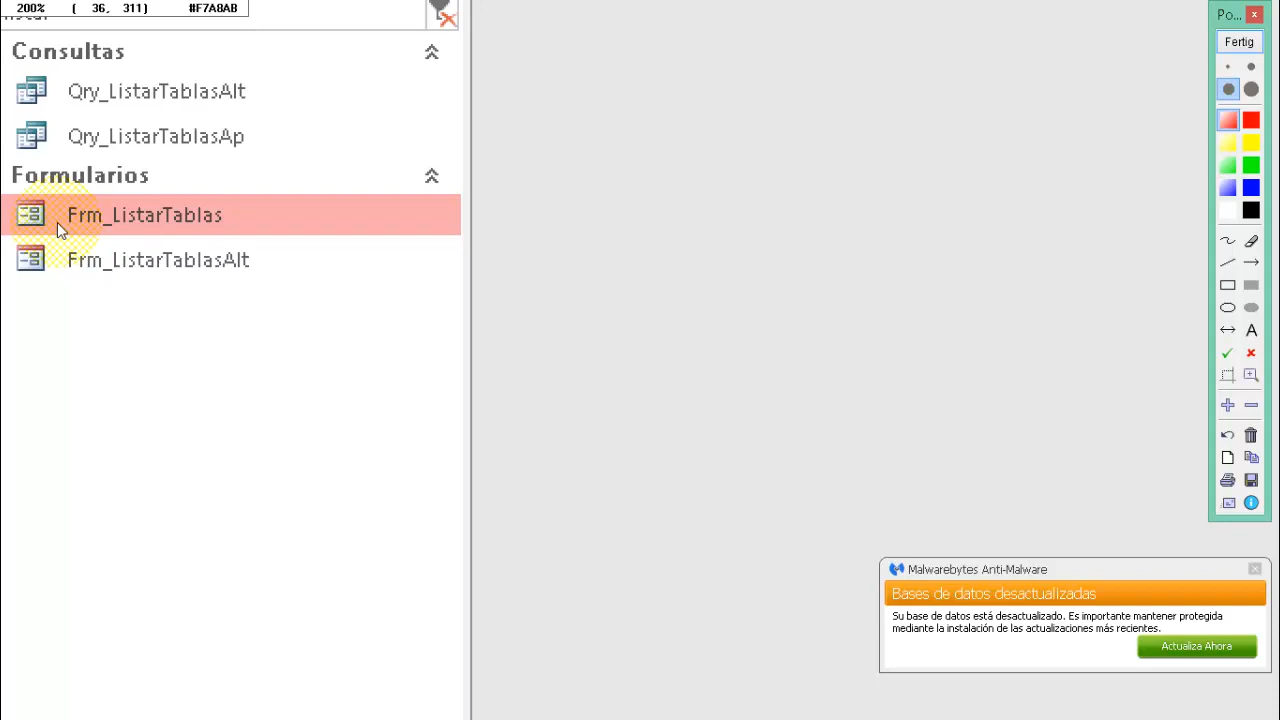 200% ( 36, 311) #F7A8AB
Consultas
Qry_ListarTablasAlt
Qry_ListarTablasAp
Formularios
Frm_ListarTablas
Frm_ListarTablasAlt
Po...
Fertig
A
Malwarebytes Anti-Malware
Bases de datos desactualizadas
Su base de datos está desactualizado. Es importante mantener protegida
mediante la instalación de las actualizaciones más recientes.
Actualiza Ahora